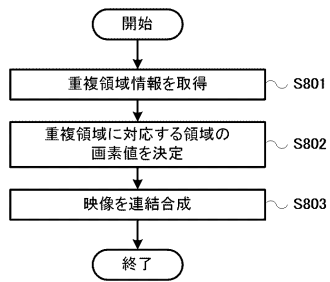 開始
重複領域情報を取得
S801
重複領域に対応する領域の
画素値を決定
S802
映像を連結合成
S803
終了